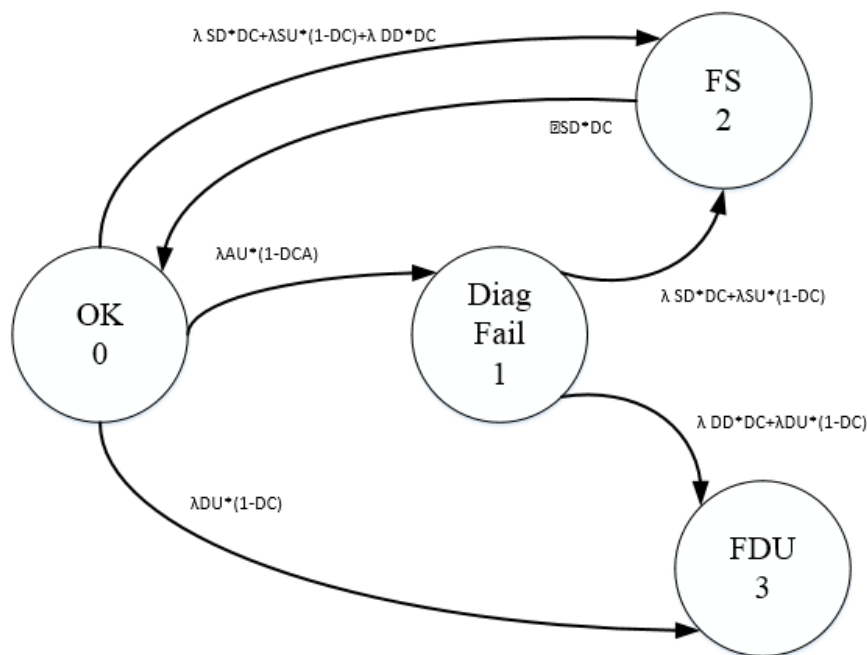 λ SD*DC+λSU*(1-DC)+λ DD*DC
FS
2
SD*DC
λAU*(1-DCA)
OK
0
Diag
Fail
1
λ SD*DC+λSU*(1-DC)
λ DD*DC+λDU*(1-DC)
λDU*(1-DC)
FDU
3